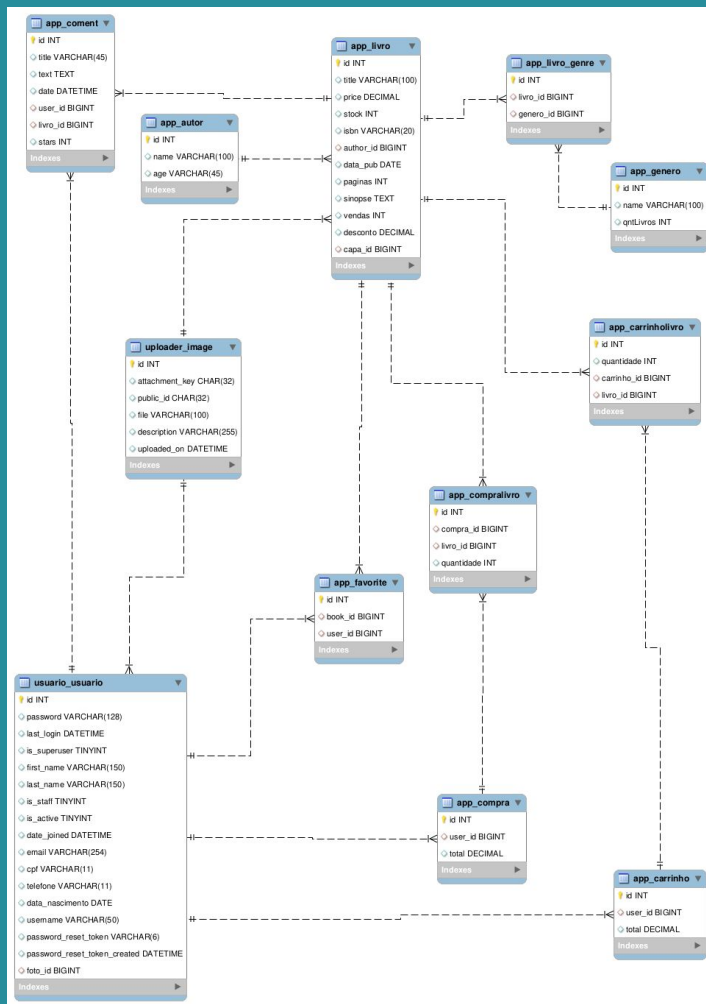 app_coment
id INT
title VARCHAR(45)
text TEXT
date DATETIME
user_id BIGINT
livro_id BIGINT
stars INT
Indexes
app_autor
id INT
name VARCHAR(100)
age VARCHAR(45)
Indexes
app_livro
id INT
title VARCHAR(100)
price DECIMAL
stock INT
isbn VARCHAR(20)
author_id BIGINT
data_pub DATE
paginas INT
sinopse TEXT
vendas INT
desconto DECIMAL
capa_id BIGINT
Indexes
app_livro_genre
id INT
livro_id BIGINT
genero_id BIGINT
Indexes
app_genero
id INT
name VARCHAR(100)
qntLivros INT
Indexes
uploader_image
id INT
attachment_key CHAR(32)
public_id CHAR(32)
file VARCHAR(100)
description VARCHAR(255)
uploaded_on DATETIME
Indexes
app_carrinholivro
id INT
quantidade INT
carrinho_id BIGINT
livro_id BIGINT
Indexes
app_compralivro
id INT
compra_id BIGINT
livro_id BIGINT
quantidade INT
Indexes
app_favorite
id INT
book_id BIGINT
user_id BIGINT
Indexes
usuario_usuario
id INT
password VARCHAR(128)
last_login DATETIME
is_superuser TINYINT
first_name VARCHAR(150)
last_name VARCHAR(150)
is_staff TINYINT
is_active TINYINT
date_joined DATETIME
email VARCHAR(254)
cpf VARCHAR(11)
telefone VARCHAR(11)
data_nascimento DATE
username VARCHAR(50)
password_reset_token VARCHAR(6)
password_reset_token_created DATETIME
foto_id BIGINT
Indexes
app_compra
id INT
user_id BIGINT
total DECIMAL
Indexes
app_carrinho
id INT
user_id BIGINT
total DECIMAL
Indexes